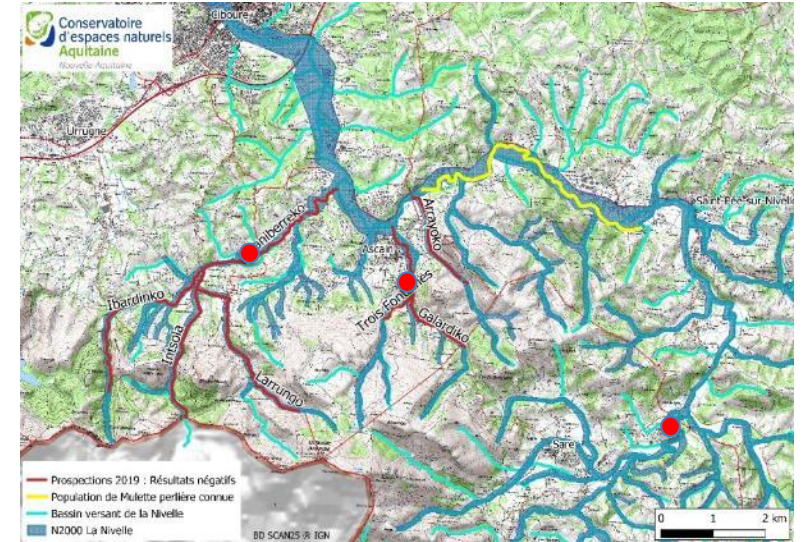 Conservatoire
d'espaces naturels
Aquitaine
Nouvelle-Aquitaine
Ciboure
Urrugne
Saint-Pée-sur-Nivelle
Arrayoko
Ascain
Ibardinko
Trois Fontaines
Galardiko
Intsola
Larrungo
Sare
Prospections 2019 : Résultats négatifs
Population de Mulette perlière connue
Bassin versant de la Nivelle
N2000 La Nivelle
BD SCAN25 ® IGN
0 1 2 km